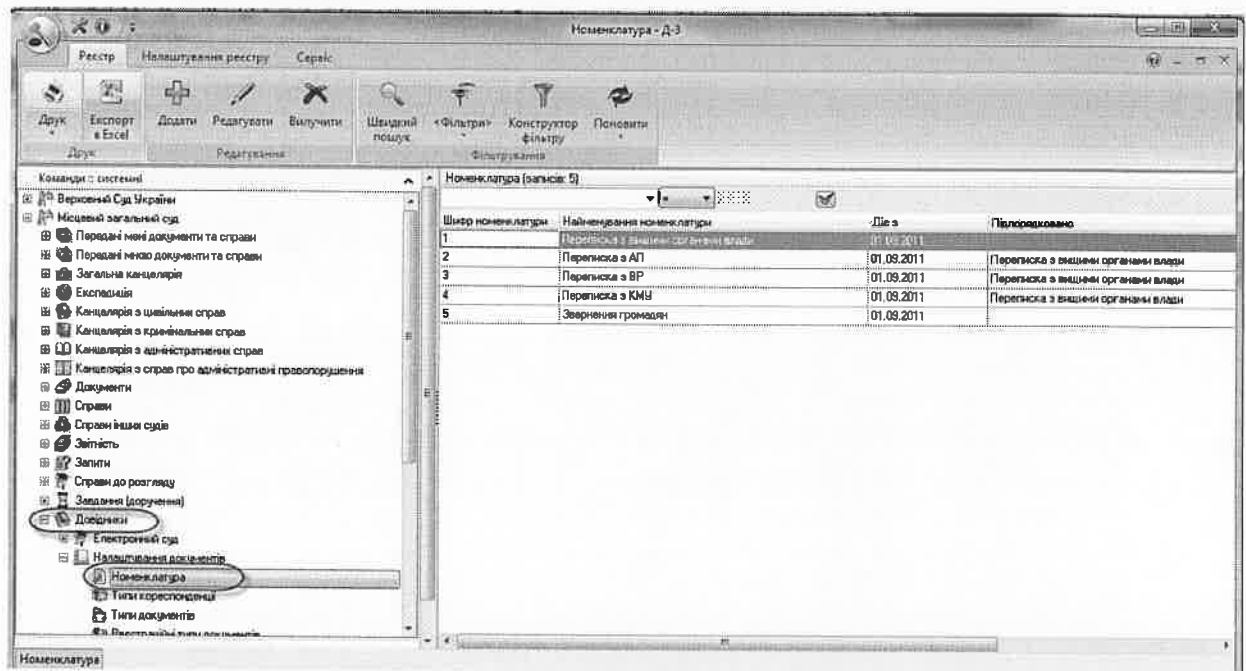 Номенклатура - Д-3
Реєстр Налаштування реєстру Сервіс
Друк Експорт в Excel Додати Редагувати Вилучити Швидкий пошук <Фільтри> Конструктор фільтру Поновити
Друк Редагування Фільтрування
Команди :: системні
Верховний Суд України
Місцевий загальний суд
Передані мені документи та справи
Передані мною документи та справи
Загальна канцелярія
Експедиція
Канцелярія з цивільних справ
Канцелярія з кримінальних справ
Канцелярія з адміністративних справ
Канцелярія з справ про адміністративні правопорушення
Документи
Справи
Справи інших судів
Звітність
Запити
Справи до розгляду
Завдання (доручення)
Довідники
Електронний суд
Налаштування документів
Номенклатура
Типи кореспонденції
Типи документів
Реєстраційні типи документів
Номенклатура (записів: 5)
Шифр номенклатури Найменування номенклатури Діє з Підпорядковано
1 Переписка з вищими органами влади 01.09.2011
2 Переписка з АП 01.09.2011 Переписка з вищими органами влади
3 Переписка з ВР 01.09.2011 Переписка з вищими органами влади
4 Переписка з КМУ 01.09.2011 Переписка з вищими органами влади
5 Звернення громадян 01.09.2011
Номенклатура